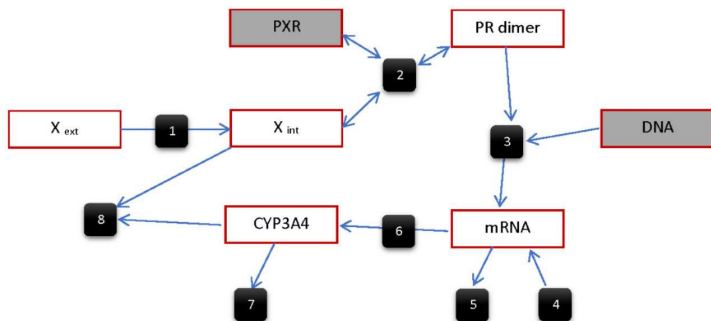 PXR
PR dimer
2
X ext
1
X int
3
DNA
8
CYP3A4
6
mRNA
7
5
4